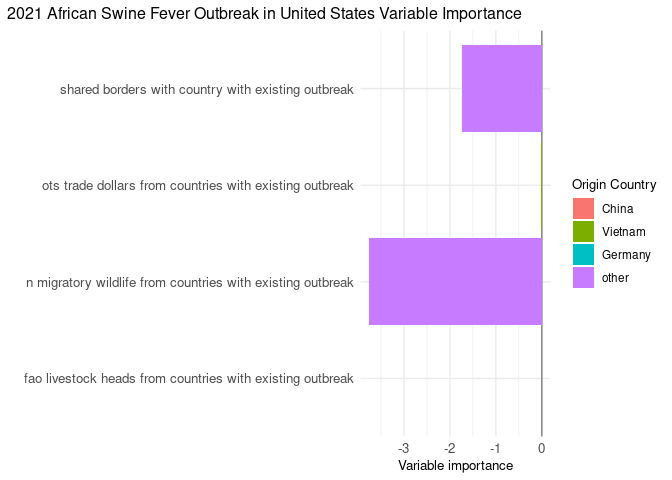 2021 African Swine Fever Outbreak in United States Variable Importance
shared borders with country with existing outbreak
ots trade dollars from countries with existing outbreak
n migratory wildlife from countries with existing outbreak
fao livestock heads from countries with existing outbreak
-3 -2 -1 0
Variable importance
Origin Country
China
Vietnam
Germany
other